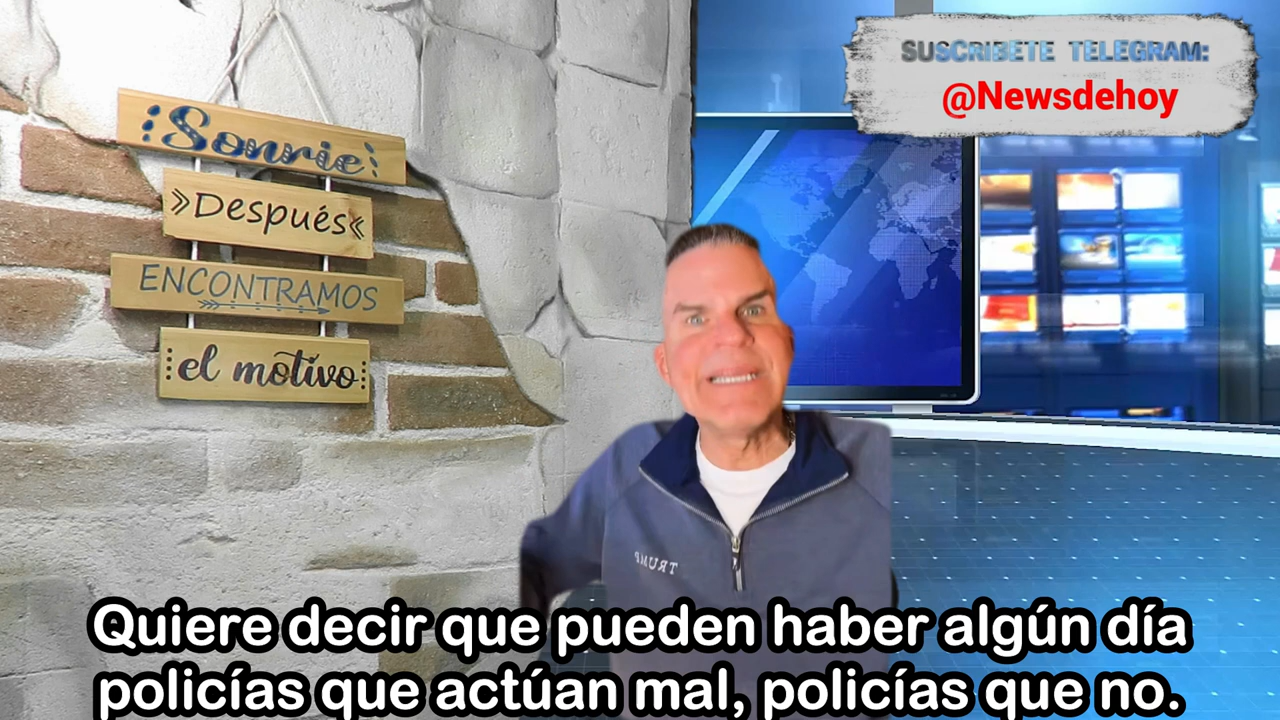 SUSCRIBETE TELEGRAM:
@Newsdehoy
¡Sonríe!
»Después«
ENCONTRAMOS
el motivo
TRUMP
Quiere decir que pueden haber algún día
policías que actúan mal, policías que no.